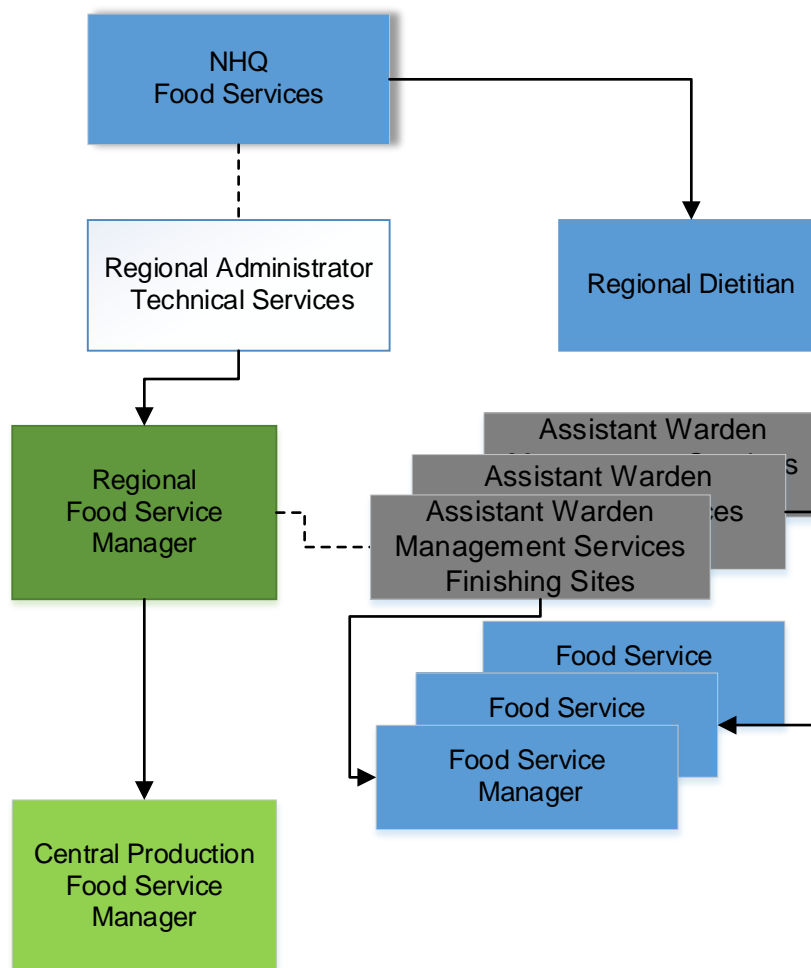 NHQ
Food Services
Regional Administrator
Technical Services
Regional Dietitian
Regional
Food Service
Manager
Assistant Warden
Assistant Warden
Assistant Warden
Management Services
Finishing Sites
Food Service
Food Service
Food Service
Manager
Central Production
Food Service
Manager